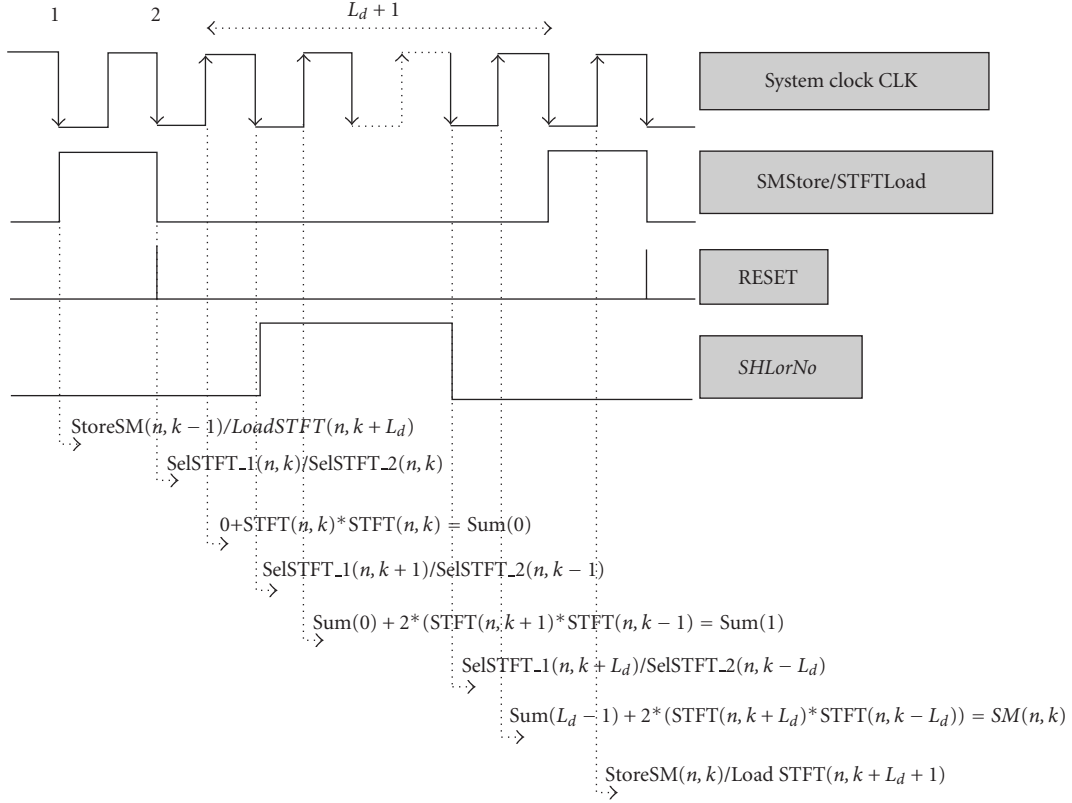 1 2 L_d + 1
System clock CLK
SMStore/STFTLoad
RESET
SHLorNo
StoreSM(n, k − 1)/LoadSTFT(n, k + L_d)
SelSTFT_1(n, k)/SelSTFT_2(n, k)
0+STFT(n, k)*STFT(n, k) = Sum(0)
SelSTFT_1(n, k + 1)/SelSTFT_2(n, k − 1)
Sum(0) + 2*(STFT(n, k + 1)*STFT(n, k − 1) = Sum(1)
SelSTFT_1(n, k + L_d)/SelSTFT_2(n, k − L_d)
Sum(L_d − 1) + 2*(STFT(n, k + L_d)*STFT(n, k − L_d)) = SM(n, k)
StoreSM(n, k)/Load STFT(n, k + L_d + 1)